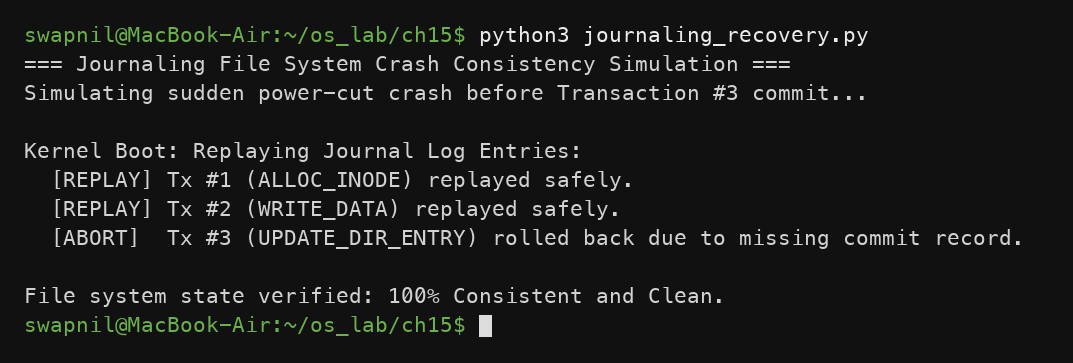 swapnil@MacBook-Air:~/os_lab/ch15$ python3 journaling_recovery.py
=== Journaling File System Crash Consistency Simulation ===
Simulating sudden power-cut crash before Transaction #3 commit...

Kernel Boot: Replaying Journal Log Entries:
  [REPLAY] Tx #1 (ALLOC_INODE) replayed safely.
  [REPLAY] Tx #2 (WRITE_DATA) replayed safely.
  [ABORT]  Tx #3 (UPDATE_DIR_ENTRY) rolled back due to missing commit record.

File system state verified: 100% Consistent and Clean.
swapnil@MacBook-Air:~/os_lab/ch15$